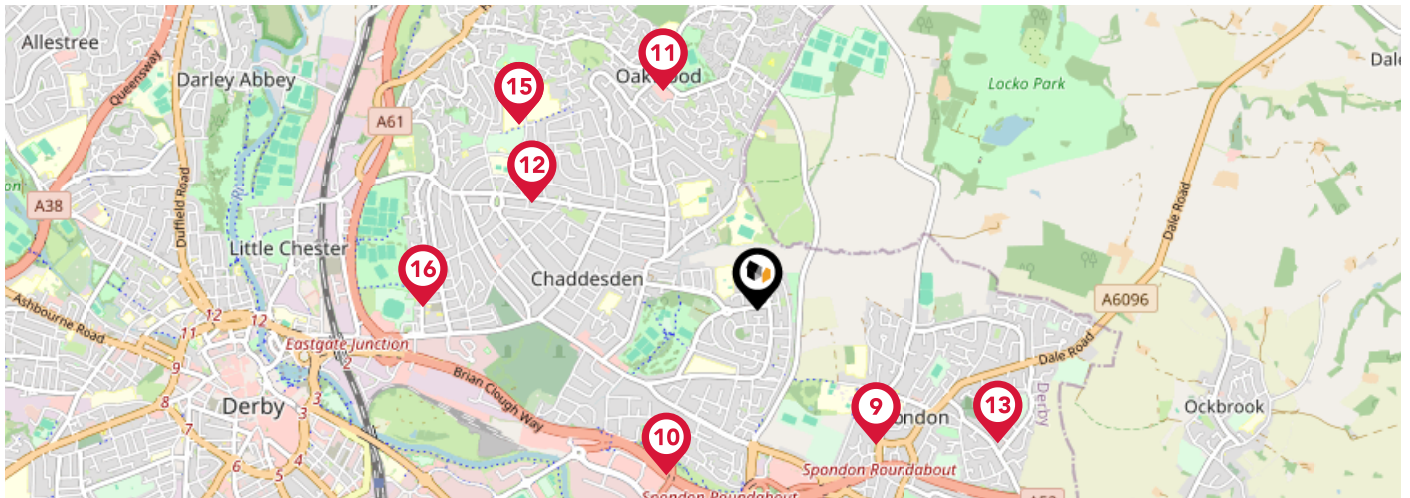 Allestree
Queensway
Darley Abbey
Duffield Road
A61
A38
15
11
12
Locko Park
Dale Road
Little Chester
Chaddesden
16
A6096
Ashbourne Road
12
12
11
Eastgate Junction
2
9
8
7
6
5
4
3
3
Derby
Brian Clough Way
10
Dale Road
Derby
9
13
Ockbrook
Spondon Roundabout
Spondon Roundabout